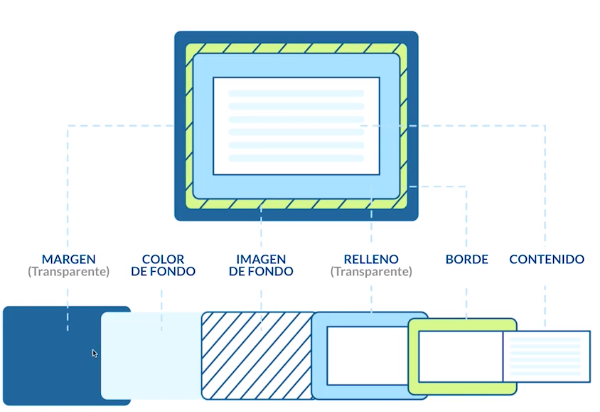 MARGEN
(Transparente)
COLOR
DE FONDO
IMAGEN
DE FONDO
RELLENO
(Transparente)
BORDE
CONTENIDO